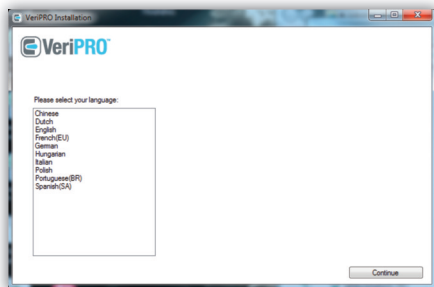 VeriPRO Installation
VeriPRO™
Please select your language:
Chinese
Dutch
English
French(EU)
German
Hungarian
Italian
Polish
Portuguese(BR)
Spanish(SA)
Continue